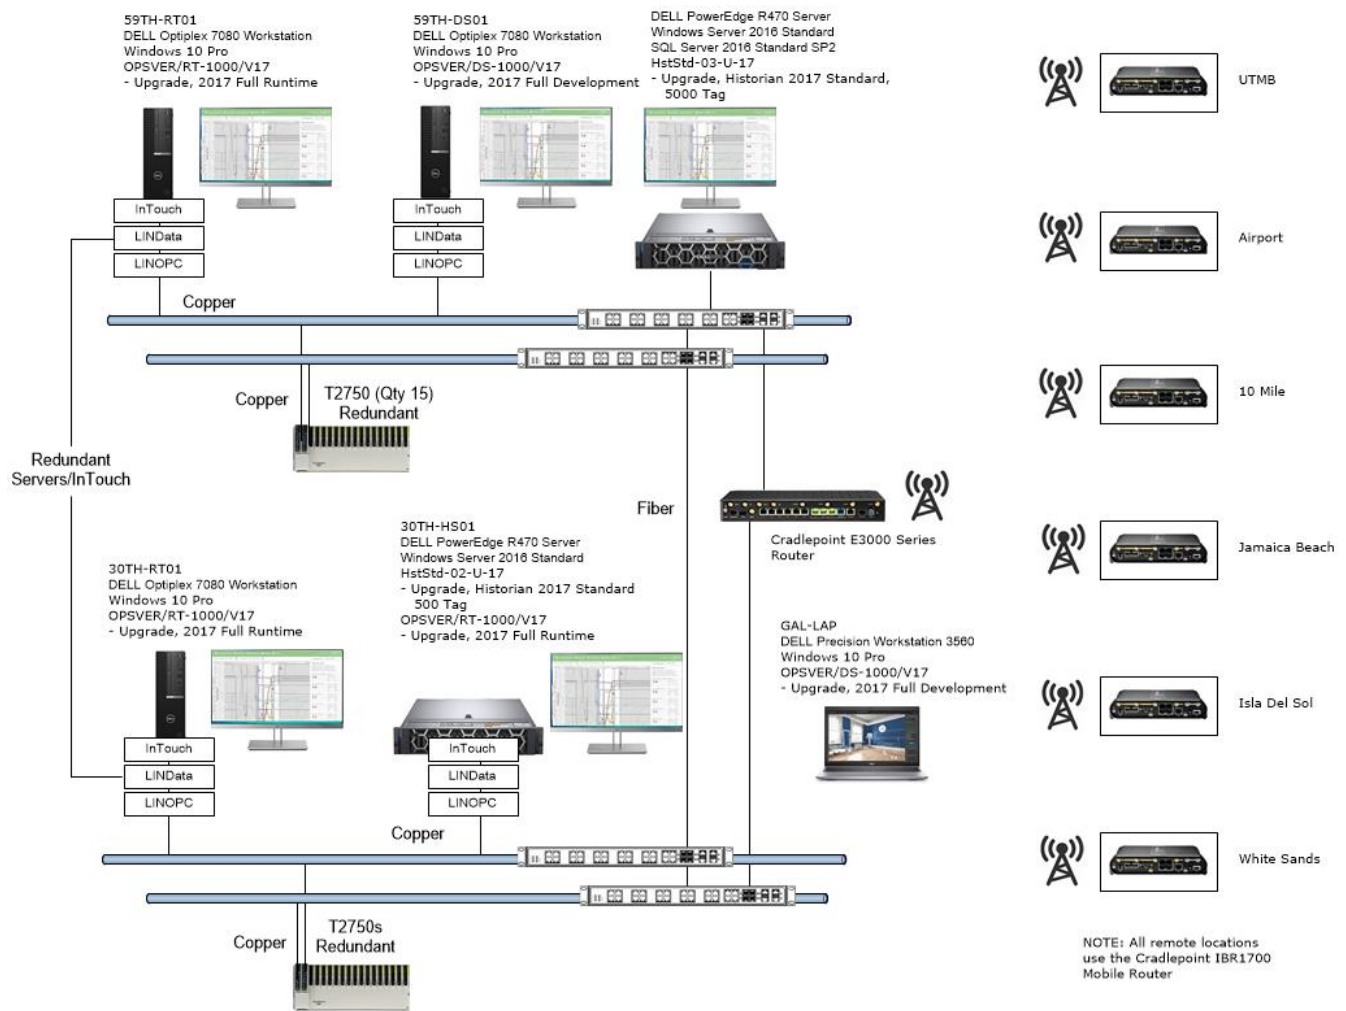 59TH-RT01
DELL Optiplex 7080 Workstation
Windows 10 Pro
OPSVER/RT-1000/V17
- Upgrade, 2017 Full Runtime
59TH-DS01
DELL Optiplex 7080 Workstation
Windows 10 Pro
OPSVER/DS-1000/V17
- Upgrade, 2017 Full Development
DELL PowerEdge R470 Server
Windows Server 2016 Standard
SQL Server 2016 Standard SP2
HstStd-03-U-17
- Upgrade, Historian 2017 Standard,
5000 Tag
UTMB
InTouch
LINData
LINOPC
InTouch
LINData
LINOPC
Airport
Copper
Copper
T2750 (Qty 15)
Redundant
10 Mile
Redundant
Servers/InTouch
Fiber
Cradlepoint E3000 Series
Router
Jamaica Beach
30TH-RT01
DELL Optiplex 7080 Workstation
Windows 10 Pro
OPSVER/RT-1000/V17
- Upgrade, 2017 Full Runtime
30TH-HS01
DELL PowerEdge R470 Server
Windows Server 2016 Standard
HstStd-02-U-17
- Upgrade, Historian 2017 Standard
500 Tag
OPSVER/RT-1000/V17
- Upgrade, 2017 Full Runtime
GAL-LAP
DELL Precision Workstation 3560
Windows 10 Pro
OPSVER/DS-1000/V17
- Upgrade, 2017 Full Development
Isla Del Sol
InTouch
LINData
LINOPC
InTouch
LINData
LINOPC
Copper
White Sands
Copper
T2750s
Redundant
NOTE: All remote locations
use the Cradlepoint IBR1700
Mobile Router